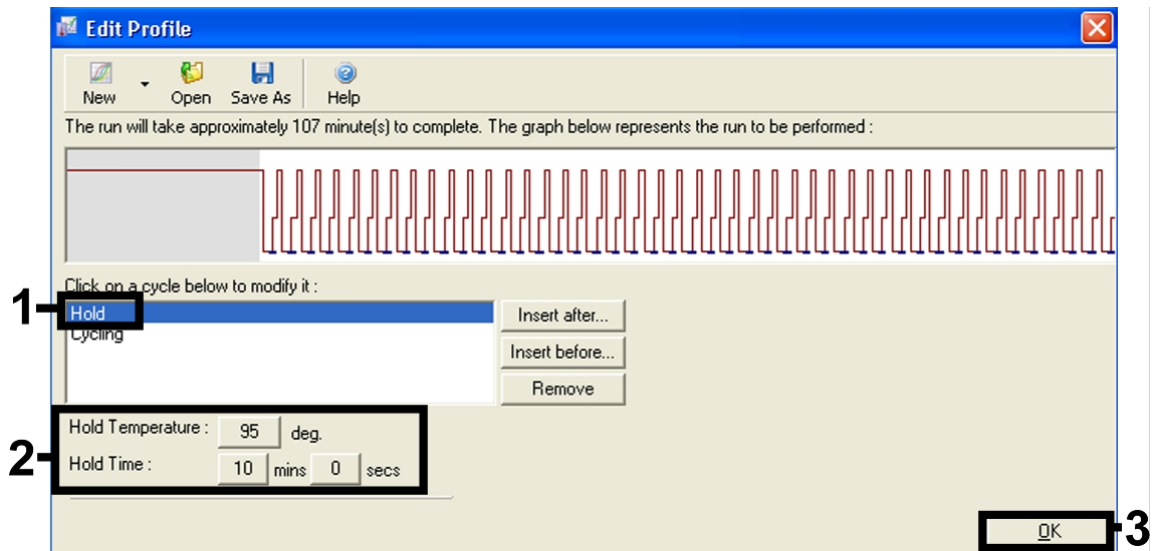 Edit Profile
New Open Save As Help
The run will take approximately 107 minute(s) to complete. The graph below represents the run to be performed :
Click on a cycle below to modify it :
1
Hold
Cycling
Insert after...
Insert before...
Remove
2
Hold Temperature : 95 deg.
Hold Time : 10 mins 0 secs
OK
3